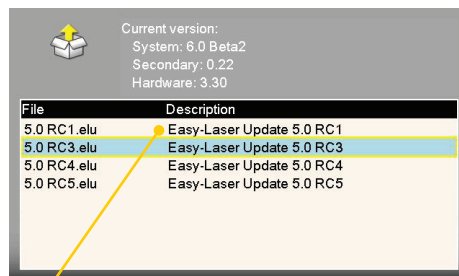 Current version:
System: 6.0 Beta2
Secondary: 0.22
Hardware: 3.30
File Description
5.0 RC1.elu Easy-Laser Update 5.0 RC1
5.0 RC3.elu Easy-Laser Update 5.0 RC3
5.0 RC4.elu Easy-Laser Update 5.0 RC4
5.0 RC5.elu Easy-Laser Update 5.0 RC5